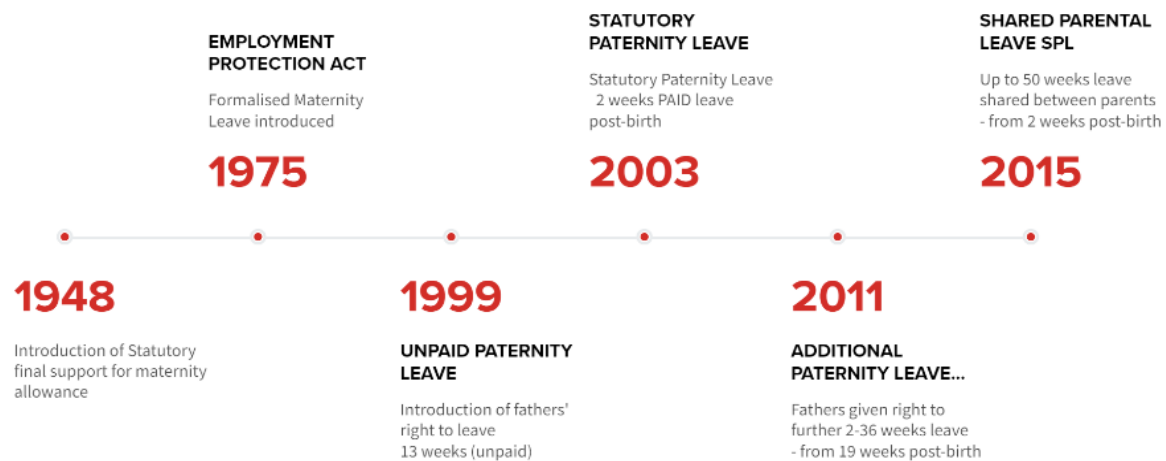 1948
Introduction of Statutory
final support for maternity
allowance
EMPLOYMENT
PROTECTION ACT
Formalised Maternity
Leave introduced
1975
1999
UNPAID PATERNITY
LEAVE
Introduction of fathers'
right to leave
13 weeks (unpaid)
STATUTORY
PATERNITY LEAVE
Statutory Paternity Leave
2 weeks PAID leave
post-birth
2003
2011
ADDITIONAL
PATERNITY LEAVE...
Fathers given right to
further 2-36 weeks leave
- from 19 weeks post-birth
SHARED PARENTAL
LEAVE SPL
Up to 50 weeks leave
shared between parents
- from 2 weeks post-birth
2015